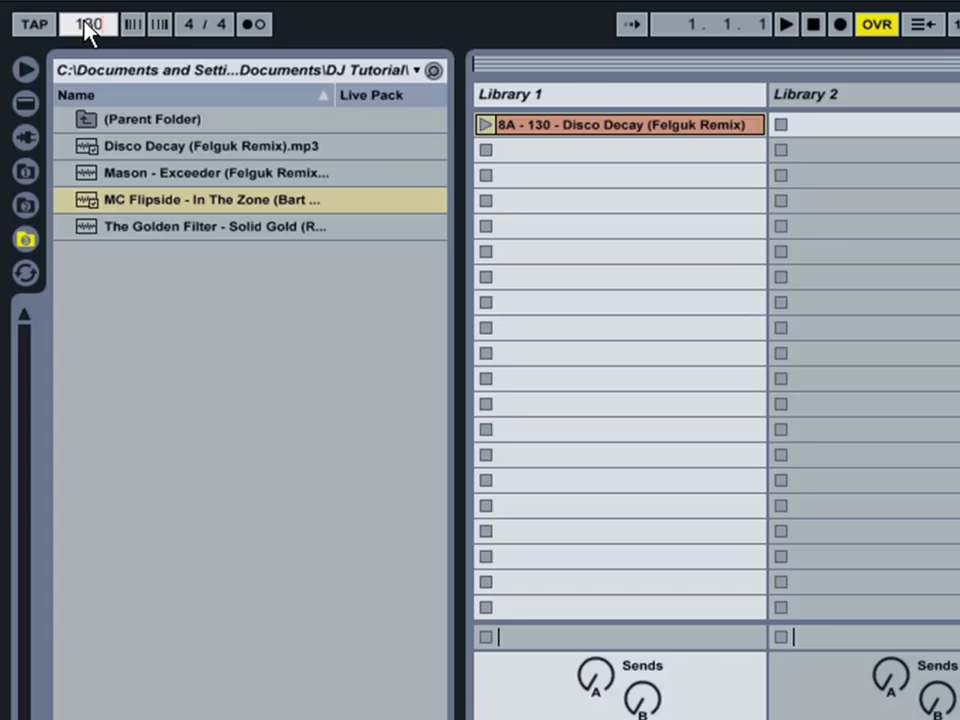 TAP 130 4 / 4 1. 1. 1 OVR
C:\Documents and Setti...Documents\DJ Tutorial\
Name Live Pack
Library 1 Library 2
(Parent Folder)
8A - 130 - Disco Decay (Felguk Remix)
Disco Decay (Felguk Remix).mp3
Mason - Exceeder (Felguk Remix...
MC Flipside - In The Zone (Bart ...
The Golden Filter - Solid Gold (R...
Sends Sends
A A
B B